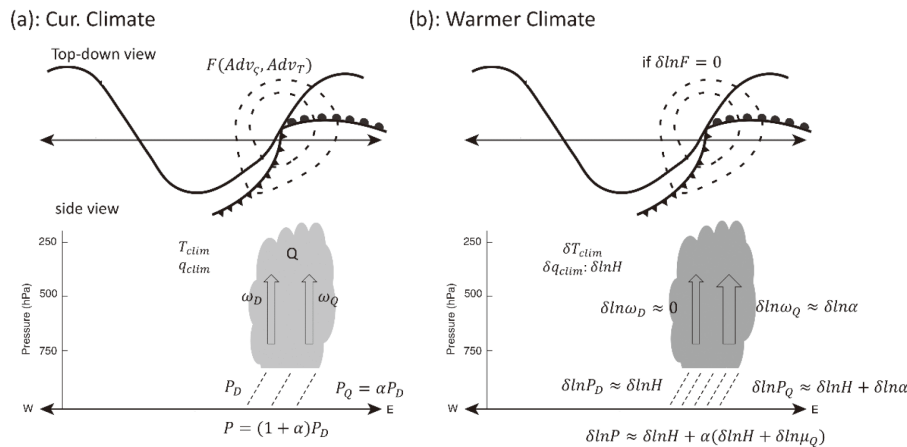 (a): Cur. Climate
Top-down view
F(Adv_ς, Adv_T)
side view
250
500
750
Pressure (hPa)
T_clim
q_clim
Q
ω_D
ω_Q
P_D
P_Q = αP_D
W
E
P = (1 + α)P_D
(b): Warmer Climate
if δlnF = 0
250
500
750
Pressure (hPa)
δT_clim
δq_clim: δlnH
δlnω_D ≈ 0
δlnω_Q ≈ δlnα
δlnP_D ≈ δlnH
δlnP_Q ≈ δlnH + δlnα
W
E
δlnP ≈ δlnH + α(δlnH + δlnμ_Q)